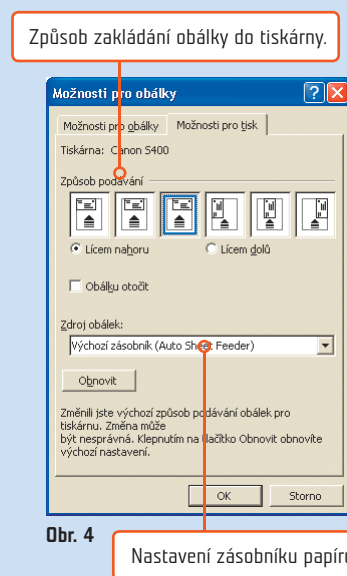 Způsob zakládání obálky do tiskárny.
Možnosti pro obálky
Možnosti pro obálky Možnosti pro tisk
Tiskárna: Canon S400
Způsob podávání
Lícem nahoru Lícem dolů
Obálku otočit
Zdroj obálek:
Výchozí zásobník (Auto Sheet Feeder)
Obnovit
Změnili jste výchozí způsob podávání obálek pro
tiskárnu. Změna může
být nesprávná. Klepnutím na tlačítko Obnovit obnovíte
výchozí nastavení.
OK Storno
Obr. 4
Nastavení zásobníku papíru